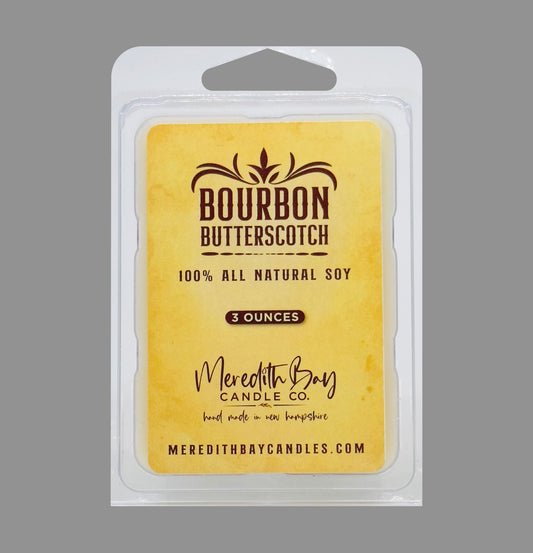 BOURBON
BUTTERSCOTCH
100% ALL NATURAL SOY
3 OUNCES
Meredith Bay
CANDLE CO.
hand made in new hampshire
MEREDITHBAYCANDLES.COM